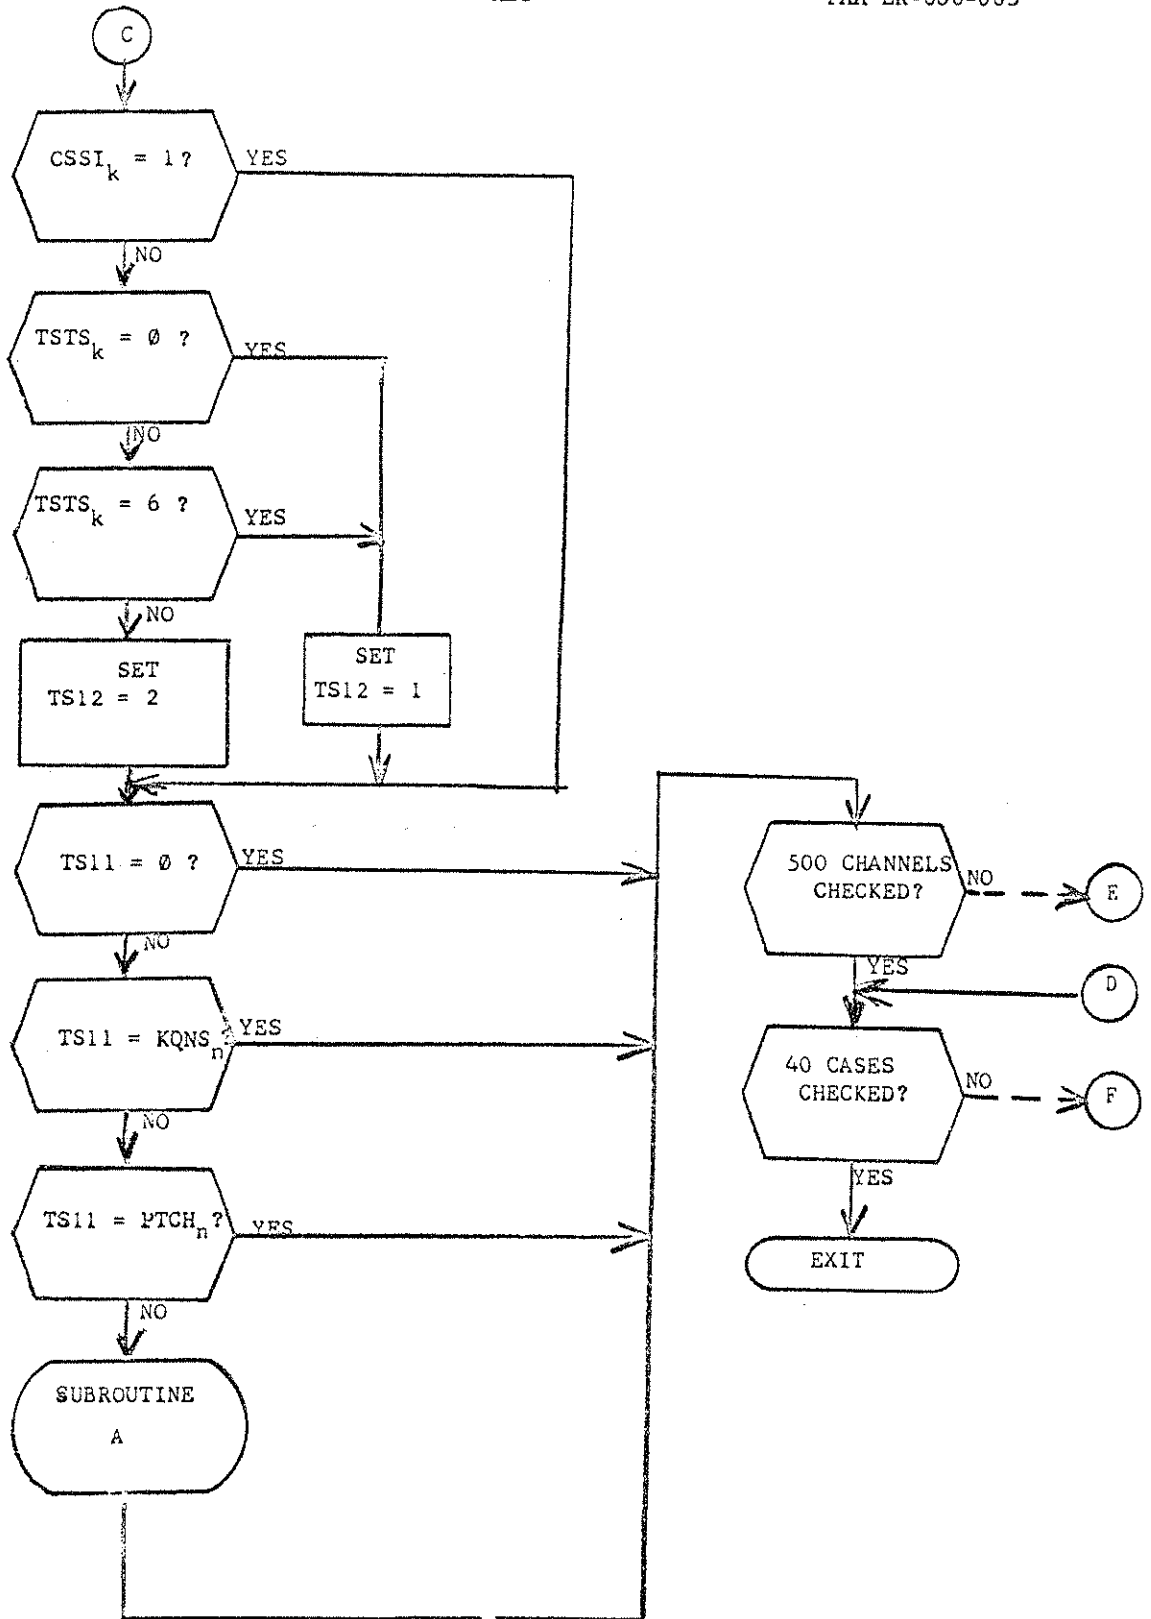 C
CSSI_k = 1?
YES
NO
TSTS_k = Ø ?
YES
NO
TSTS_k = 6 ?
YES
NO
SET
TS12 = 2
SET
TS12 = 1
TS11 = Ø ?
YES
NO
TS11 = KQNS_n?
YES
NO
TS11 = PTCH_n?
YES
NO
SUBROUTINE
A
500 CHANNELS
CHECKED?
NO
E
YES
D
40 CASES
CHECKED?
NO
F
YES
EXIT